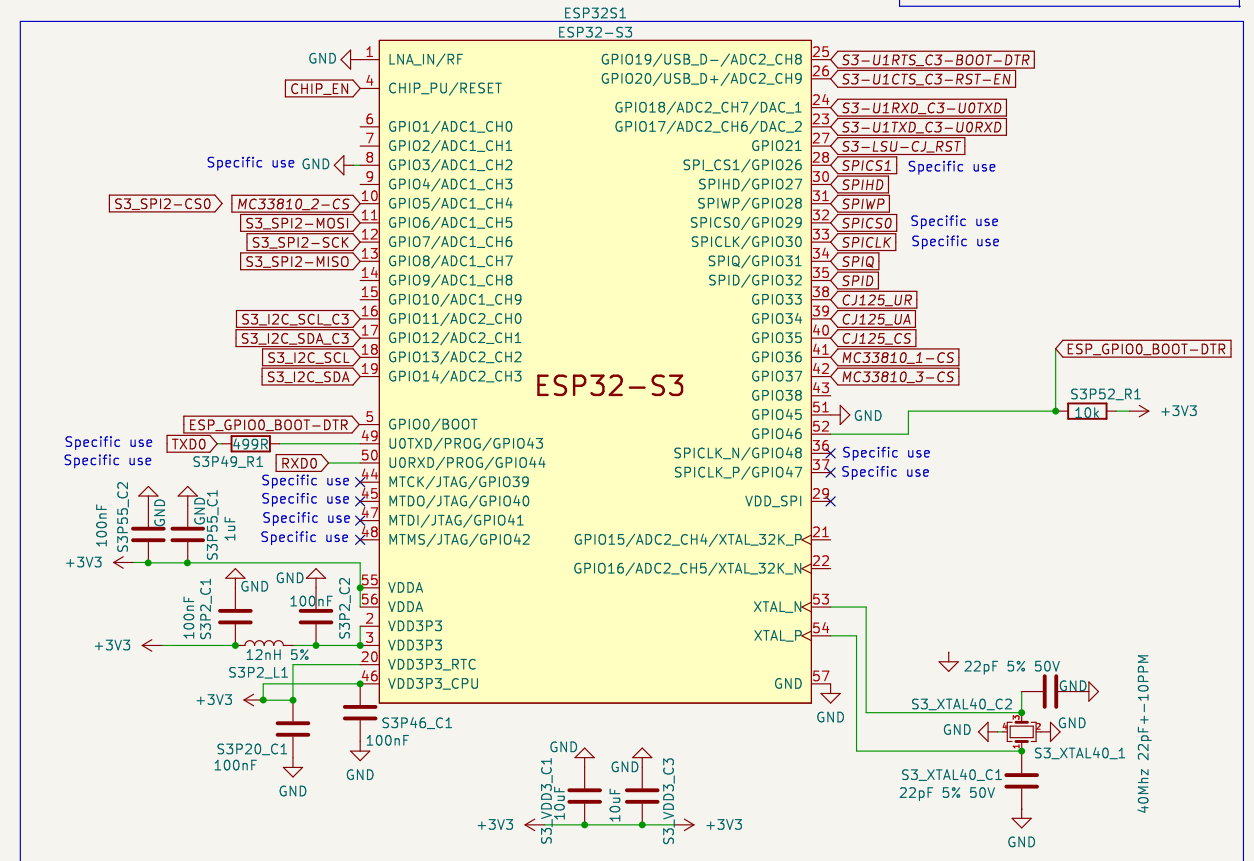 ESP32S1
ESP32-S3
GND 1 LNA_IN/RF
CHIP_EN 4 CHIP_PU/RESET
6 GPIO1/ADC1_CH0
7 GPIO2/ADC1_CH1
Specific use GND 8 GPIO3/ADC1_CH2
9 GPIO4/ADC1_CH3
S3_SPI2-CS0 MC33810_2-CS 10 GPIO5/ADC1_CH4
S3_SPI2-MOSI 11 GPIO6/ADC1_CH5
S3_SPI2-SCK 12 GPIO7/ADC1_CH6
S3_SPI2-MISO 13 GPIO8/ADC1_CH7
14 GPIO9/ADC1_CH8
15 GPIO10/ADC1_CH9
S3_I2C_SCL_C3 16 GPIO11/ADC2_CH0
S3_I2C_SDA_C3 17 GPIO12/ADC2_CH1
S3_I2C_SCL 18 GPIO13/ADC2_CH2
S3_I2C_SDA 19 GPIO14/ADC2_CH3
ESP_GPIO0_BOOT-DTR 5 GPIO0/BOOT
Specific use TXD0 499R 49 U0TXD/PROG/GPIO43
S3P49_R1
Specific use RXD0 50 U0RXD/PROG/GPIO44
Specific use 44 MTCK/JTAG/GPIO39
Specific use 45 MTDO/JTAG/GPIO40
Specific use 47 MTDI/JTAG/GPIO41
Specific use 48 MTMS/JTAG/GPIO42
55 VDDA
56 VDDA
2 VDD3P3
3 VDD3P3
20 VDD3P3_RTC
46 VDD3P3_CPU
ESP32-S3
GPIO19/USB_D-/ADC2_CH8 25 S3-U1RTS_C3-BOOT-DTR
GPIO20/USB_D+/ADC2_CH9 26 S3-U1CTS_C3-RST-EN
GPIO18/ADC2_CH7/DAC_1 24 S3-U1RXD_C3-U0TXD
GPIO17/ADC2_CH6/DAC_2 23 S3-U1TXD_C3-U0RXD
GPIO21 27 S3-LSU-CJ_RST
SPI_CS1/GPIO26 28 SPICS1 Specific use
SPIHD/GPIO27 30 SPIHD
SPIWP/GPIO28 31 SPIWP
SPICS0/GPIO29 32 SPICS0 Specific use
SPICLK/GPIO30 33 SPICLK Specific use
SPIQ/GPIO31 34 SPIQ
SPID/GPIO32 35 SPID
GPIO33 38 CJ125_UR
GPIO34 39 CJ125_UA
GPIO35 40 CJ125_CS
GPIO36 41 MC33810_1-CS
GPIO37 42 MC33810_3-CS
GPIO38 43
GPIO45 51 GND
GPIO46 52
SPICLK_N/GPIO48 36 Specific use
SPICLK_P/GPIO47 37 Specific use
VDD_SPI 29
GPIO15/ADC2_CH4/XTAL_32K_P 21
GPIO16/ADC2_CH5/XTAL_32K_N 22
XTAL_N 53
XTAL_P 54
GND 57
GND
ESP_GPIO0_BOOT-DTR
S3P52_R1
10k
+3V3
100nF
S3P55_C2
GND
GND
S3P55_C1
1uF
+3V3
100nF
S3P2_C1
GND
GND
100nF
S3P2_C2
+3V3
12nH 5%
S3P2_L1
+3V3
S3P20_C1
100nF
GND
S3P46_C1
100nF
GND
GND
S3_VDD3_C1
10uF
GND
10uF
S3_VDD3_C3
+3V3
+3V3
22pF 5% 50V
GND
S3_XTAL40_C2
GND
4
3
2
1
GND
S3_XTAL40_1
S3_XTAL40_C1
22pF 5% 50V
GND
40Mhz 22pF+-10PPM